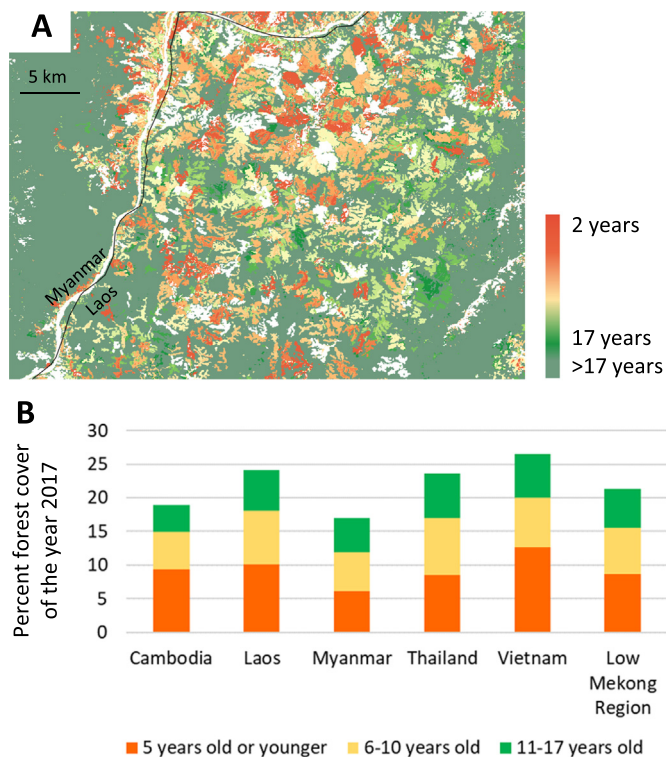 A
5 km
Myanmar
Laos
2 years
17 years
>17 years
B
Percent forest cover
of the year 2017
30
25
20
15
10
5
0
Cambodia
Laos
Myanmar
Thailand
Vietnam
Low
Mekong
Region
5 years old or younger
6-10 years old
11-17 years old